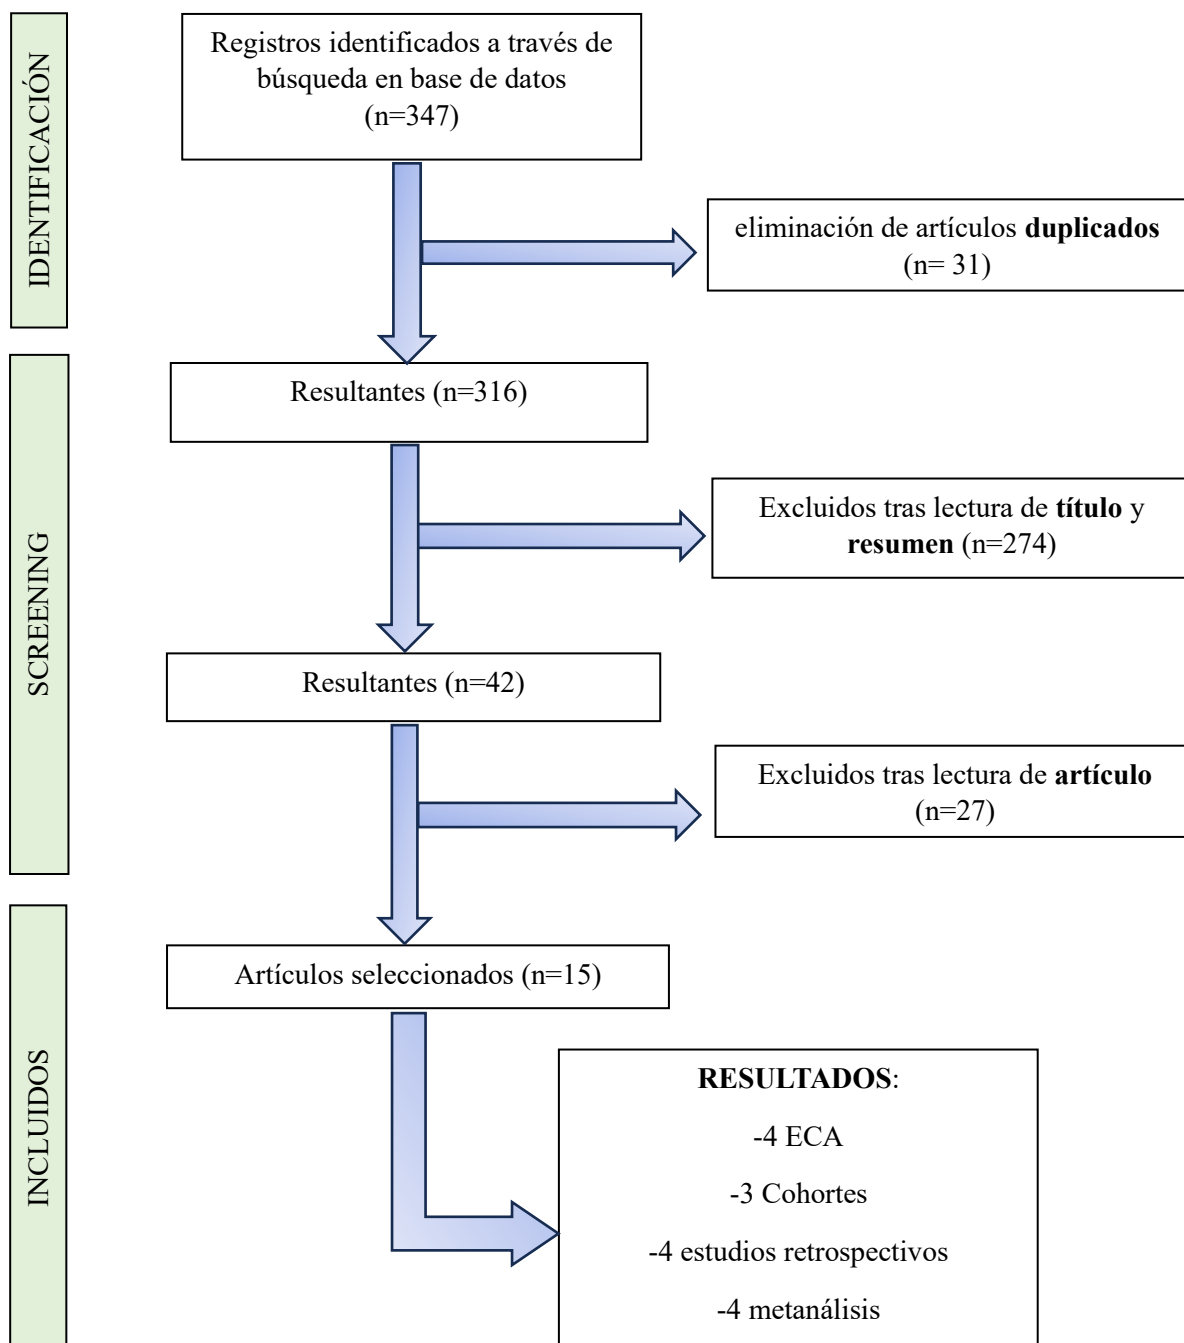 IDENTIFICACIÓN
Registros identificados a través de
búsqueda en base de datos
(n=347)
eliminación de artículos duplicados
(n= 31)
SCREENING
Resultantes (n=316)
Excluidos tras lectura de título y
resumen (n=274)
Resultantes (n=42)
Excluidos tras lectura de artículo
(n=27)
INCLUIDOS
Artículos seleccionados (n=15)
RESULTADOS:
-4 ECA
-3 Cohortes
-4 estudios retrospectivos
-4 metanálisis